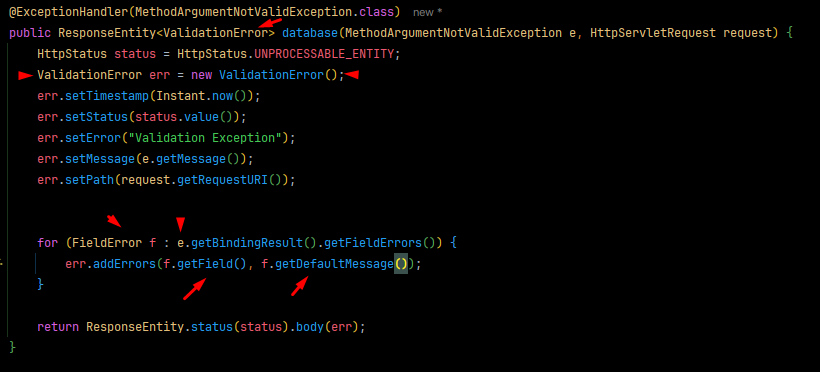 @ExceptionHandler(MethodArgumentNotValidException.class) new *
public ResponseEntity<ValidationError> database(MethodArgumentNotValidException e, HttpServletRequest request) {
HttpStatus status = HttpStatus.UNPROCESSABLE_ENTITY;
ValidationError err = new ValidationError();
err.setTimestamp(Instant.now());
err.setStatus(status.value());
err.setError("Validation Exception");
err.setMessage(e.getMessage());
err.setPath(request.getRequestURI());
for (FieldError f : e.getBindingResult().getFieldErrors()) {
err.addErrors(f.getField(), f.getDefaultMessage());
}
return ResponseEntity.status(status).body(err);
}